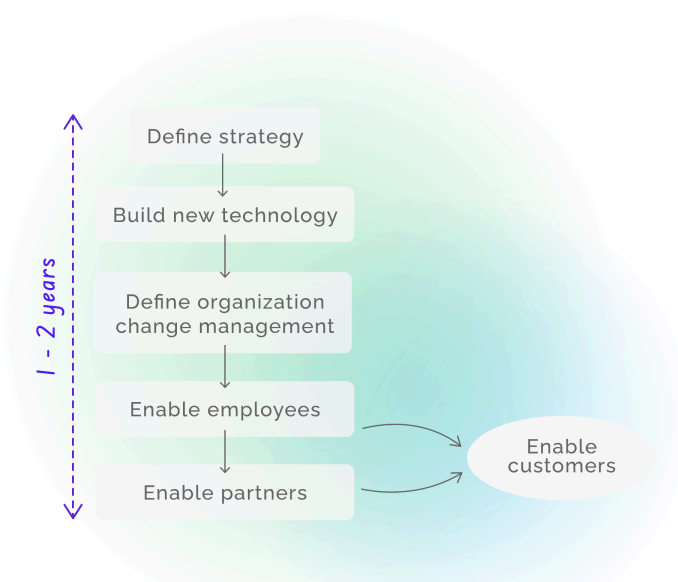 Define strategy
Build new technology
Define organization
change management
1 - 2 years
Enable employees
Enable
customers
Enable partners